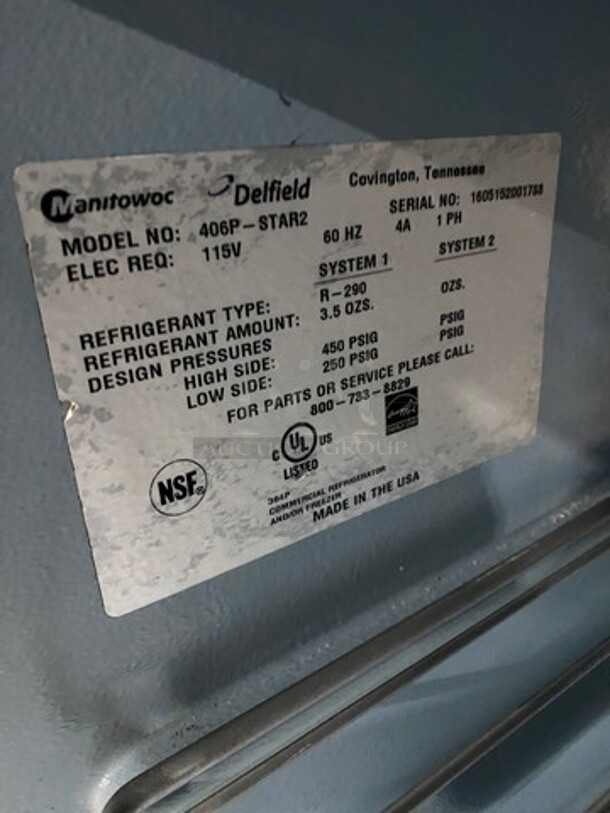 Manitowoc Delfield Covington, Tennessee
MODEL NO: 406P-STAR2 SERIAL NO: 1605152001788
ELEC REQ: 115V 60 HZ 4A 1 PH
SYSTEM 1 SYSTEM 2
REFRIGERANT TYPE: R-290
REFRIGERANT AMOUNT: 3.5 OZS. OZS.
DESIGN PRESSURES
HIGH SIDE: 450 PSIG PSIG
LOW SIDE: 250 PSIG PSIG
FOR PARTS OR SERVICE PLEASE CALL:
800-733-8829
NSF®
C UL US
LISTED
384P
COMMERCIAL REFRIGERATOR
AND/OR FREEZER
MADE IN THE USA
AUCTION GROUP